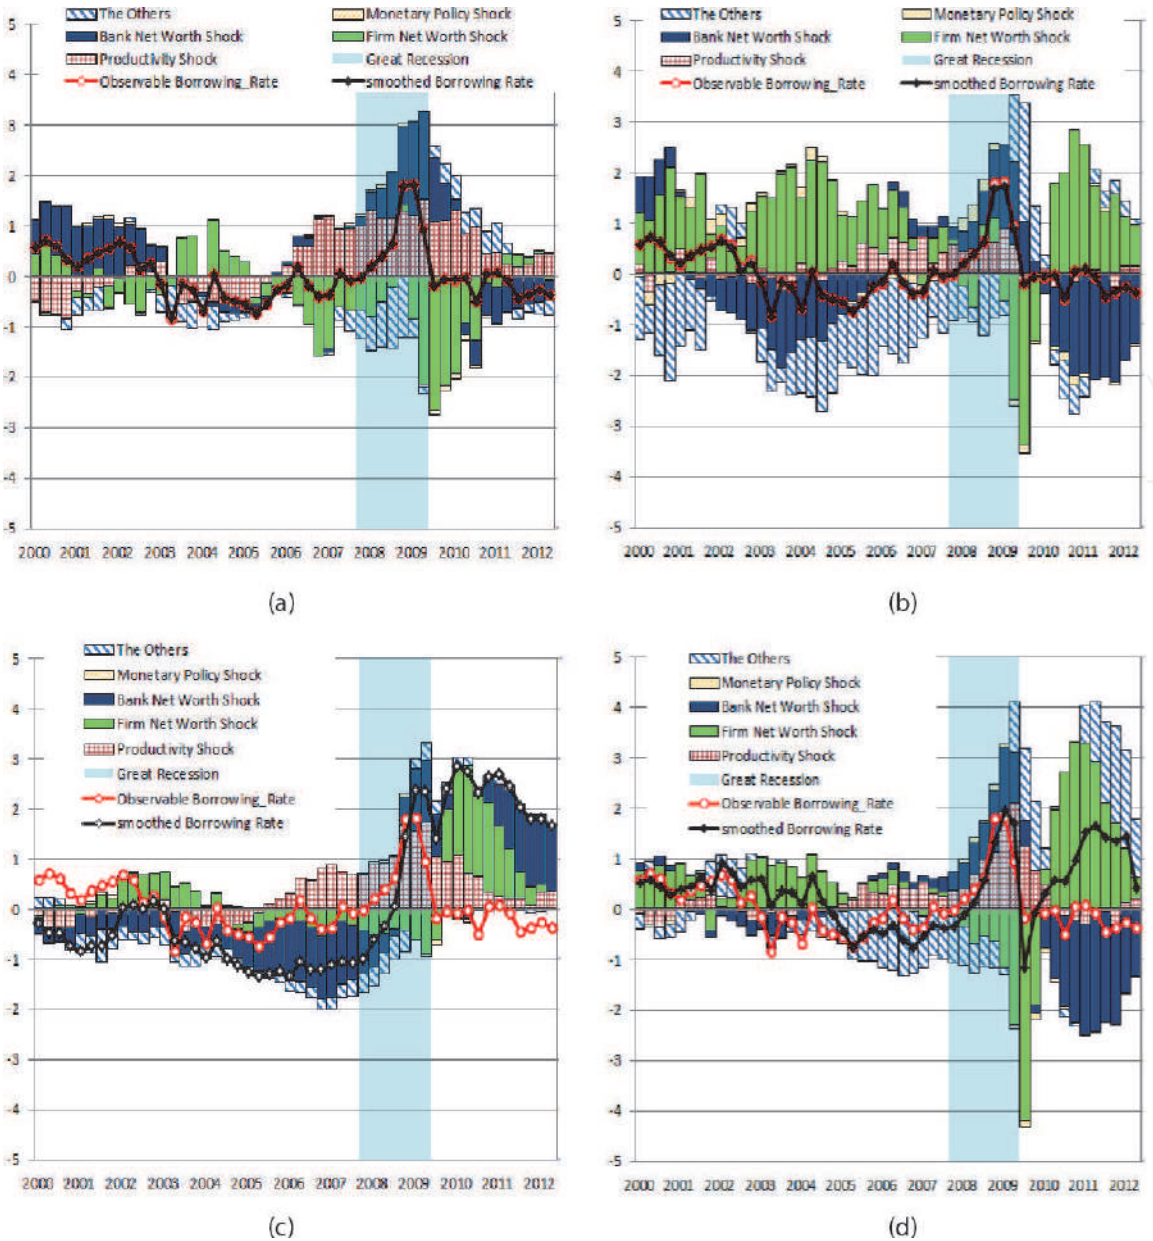 The Others
Monetary Policy Shock
Bank Net Worth Shock
Firm Net Worth Shock
Productivity Shock
Great Recession
Observable Borrowing_Rate
smoothed Borrowing Rate
5
4
3
2
1
0
-1
-2
-3
-4
-5
2000 2001 2002 2003 2004 2005 2006 2007 2008 2009 2010 2011 2012
(a)
The Others
Monetary Policy Shock
Bank Net Worth Shock
Firm Net Worth Shock
Productivity Shock
Great Recession
Observable Borrowing_Rate
smoothed Borrowing Rate
5
4
3
2
1
0
-1
-2
-3
-4
-5
2000 2001 2002 2003 2004 2005 2006 2007 2008 2009 2010 2011 2012
(b)
The Others
Monetary Policy Shock
Bank Net Worth Shock
Firm Net Worth Shock
Productivity Shock
Great Recession
Observable Borrowing_Rate
smoothed Borrowing Rate
5
4
3
2
1
0
-1
-2
-3
-4
-5
2000 2001 2002 2003 2004 2005 2006 2007 2008 2009 2010 2011 2012
(c)
The Others
Monetary Policy Shock
Bank Net Worth Shock
Firm Net Worth Shock
Productivity Shock
Great Recession
Observable Borrowing_Rate
smoothed Borrowing Rate
5
4
3
2
1
0
-1
-2
-3
-4
-5
2000 2001 2002 2003 2004 2005 2006 2007 2008 2009 2010 2011 2012
(d)